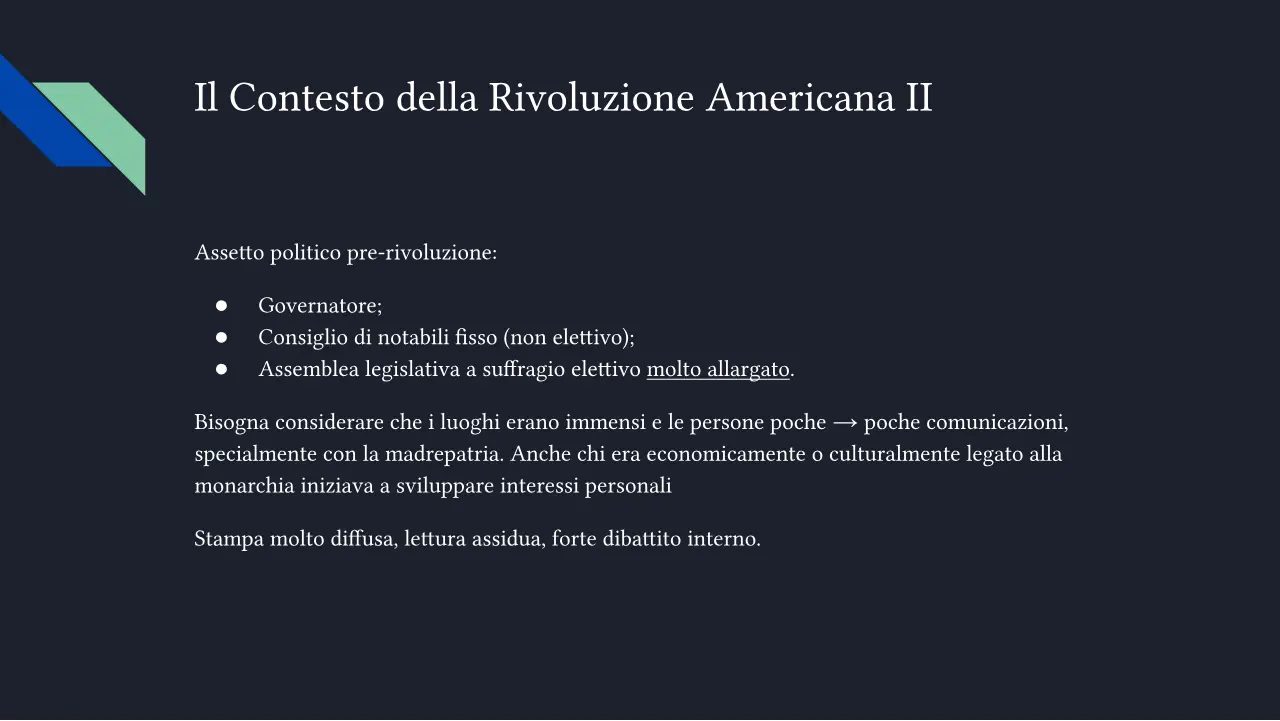 Il Contesto della Rivoluzione Americana II
Assetto politico pre-rivoluzione:
● Governatore;
● Consiglio di notabili fisso (non elettivo);
● Assemblea legislativa a suffragio elettivo molto allargato.
Bisogna considerare che i luoghi erano immensi e le persone poche → poche comunicazioni,
specialmente con la madrepatria. Anche chi era economicamente o culturalmente legato alla
monarchia iniziava a sviluppare interessi personali
Stampa molto diffusa, lettura assidua, forte dibattito interno.